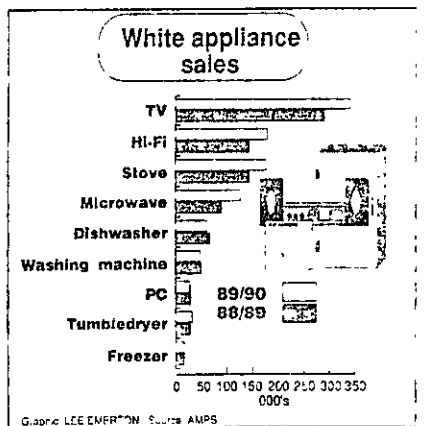 White appliance
sales
TV
Hi-Fi
Stove
Microwave
Dishwasher
Washing machine
PC
89/90
88/89
Tumbledryer
Freezer
0 50 100 150 200 250 300 350
000's
Graphic LEE EMERTON Source AMPS